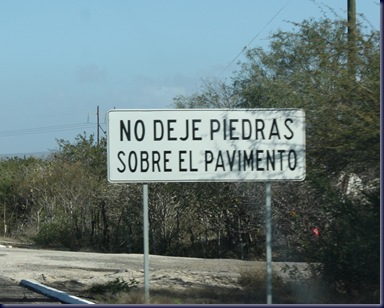 NO DEJE PIEDRAS
SOBRE EL PAVIMENTO